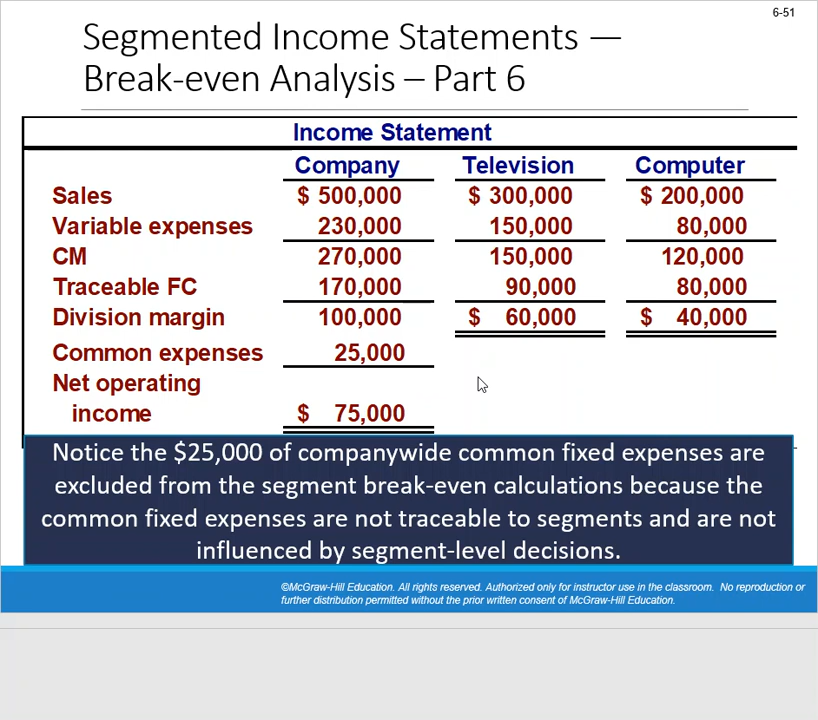 6-51
Segmented Income Statements —
Break-even Analysis – Part 6
Income Statement
Company Television Computer
Sales $ 500,000 $ 300,000 $ 200,000
Variable expenses 230,000 150,000 80,000
CM 270,000 150,000 120,000
Traceable FC 170,000 90,000 80,000
Division margin 100,000 $ 60,000 $ 40,000
Common expenses 25,000
Net operating
income $ 75,000
Notice the $25,000 of companywide common fixed expenses are
excluded from the segment break-even calculations because the
common fixed expenses are not traceable to segments and are not
influenced by segment-level decisions.
©McGraw-Hill Education. All rights reserved. Authorized only for instructor use in the classroom. No reproduction or
further distribution permitted without the prior written consent of McGraw-Hill Education.